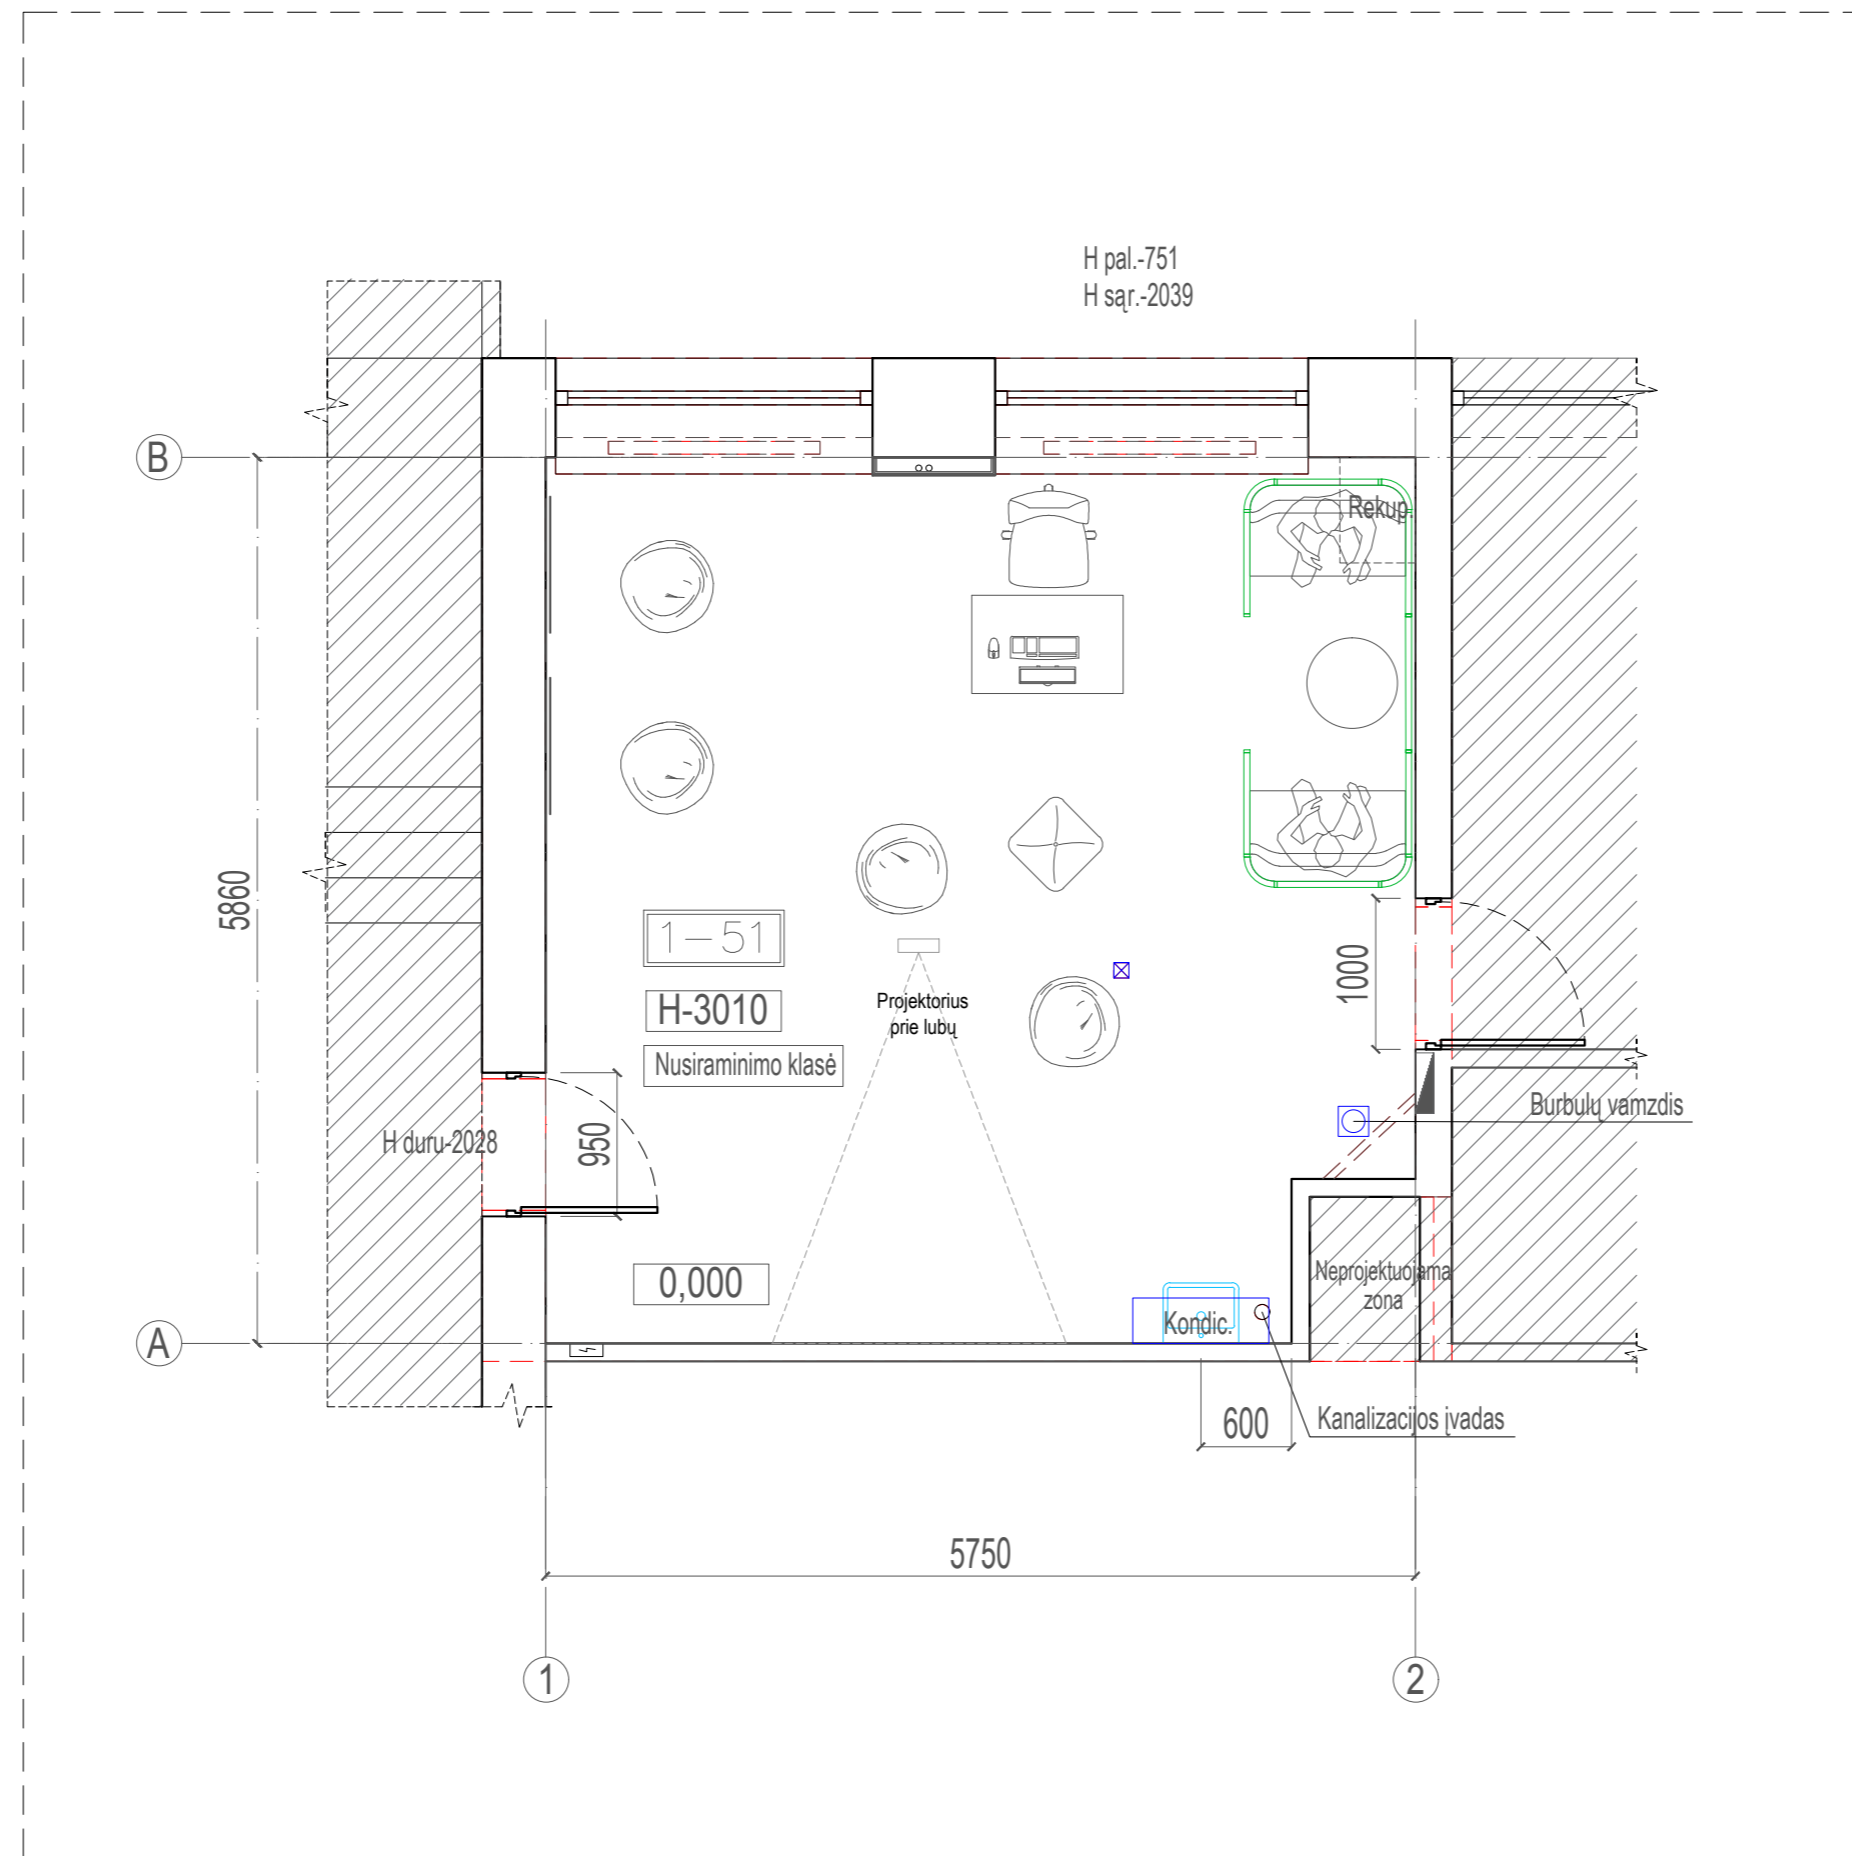 H pal.-751
H sąr.-2039
B
Rekup.
5860
1-51
H-3010
Nusiraminimo klasė
Projektorius
prie lubų
1000
Burbulų vamzdis
H duru-2028
950
0,000
Neprojektuojama
zona
Kondic.
A
600
Kanalizacijos įvadas
5750
1
2